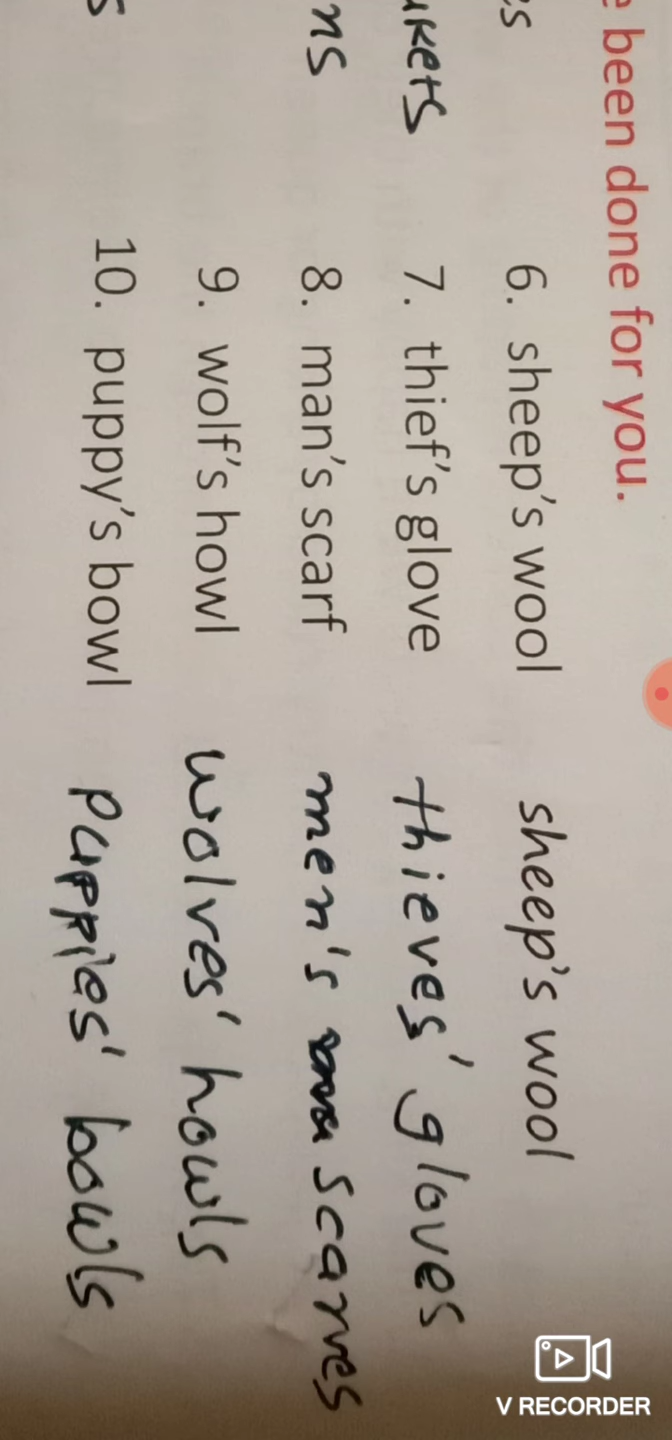 been done for you.
6. sheep's wool sheep's wool
7. thief's glove thieves' gloves
8. man's scarf men's scarves
9. wolf's howl wolves' howls
10. puppy's bowl puppies' bowls
V RECORDER